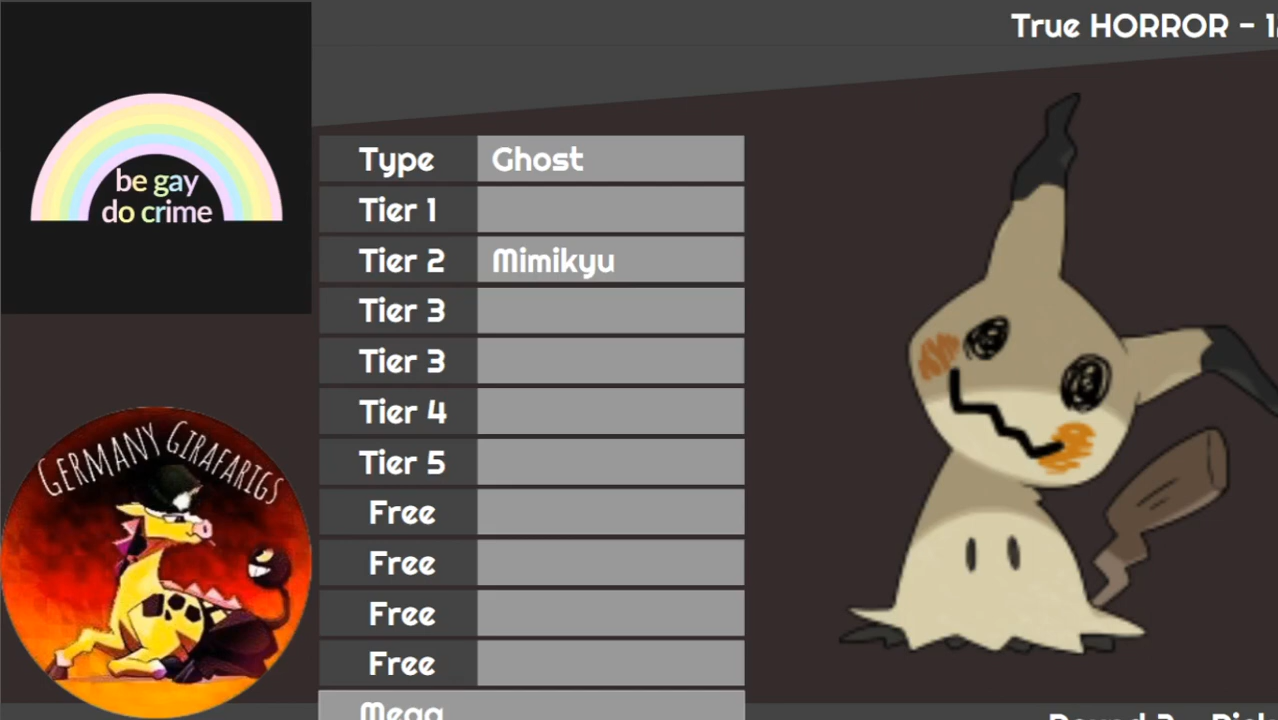 True HORROR -
be gay
do crime
Type Ghost
Tier 1
Tier 2 Mimikyu
Tier 3
Tier 3
Tier 4
Tier 5
GERMANY GIRAFARIGS
Free
Free
Free
Free
Mega